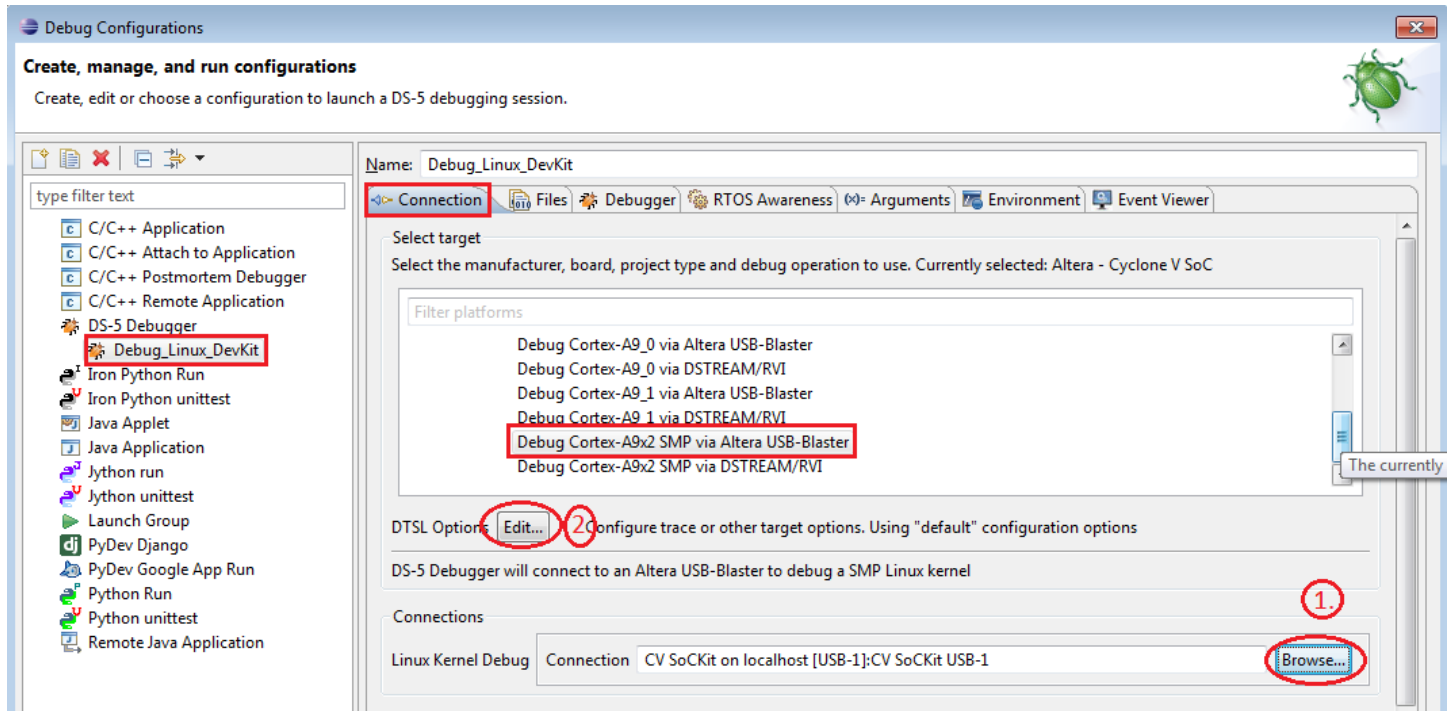 Debug Configurations
Create, manage, and run configurations
Create, edit or choose a configuration to launch a DS-5 debugging session.
type filter text
C/C++ Application
C/C++ Attach to Application
C/C++ Postmortem Debugger
C/C++ Remote Application
DS-5 Debugger
Debug_Linux_DevKit
Iron Python Run
Iron Python unittest
Java Applet
Java Application
Jython run
Jython unittest
Launch Group
PyDev Django
PyDev Google App Run
Python Run
Python unittest
Remote Java Application
Name: Debug_Linux_DevKit
Connection Files Debugger RTOS Awareness (x)= Arguments Environment Event Viewer
Select target
Select the manufacturer, board, project type and debug operation to use. Currently selected: Altera - Cyclone V SoC
Filter platforms
Debug Cortex-A9_0 via Altera USB-Blaster
Debug Cortex-A9_0 via DSTREAM/RVI
Debug Cortex-A9_1 via Altera USB-Blaster
Debug Cortex-A9_1 via DSTREAM/RVI
Debug Cortex-A9x2 SMP via Altera USB-Blaster
Debug Cortex-A9x2 SMP via DSTREAM/RVI
The currently
DTSL Options Edit... 2 Configure trace or other target options. Using "default" configuration options
DS-5 Debugger will connect to an Altera USB-Blaster to debug a SMP Linux kernel
1.
Connections
Linux Kernel Debug Connection CV SoCKit on localhost [USB-1]:CV SoCKit USB-1 Browse...